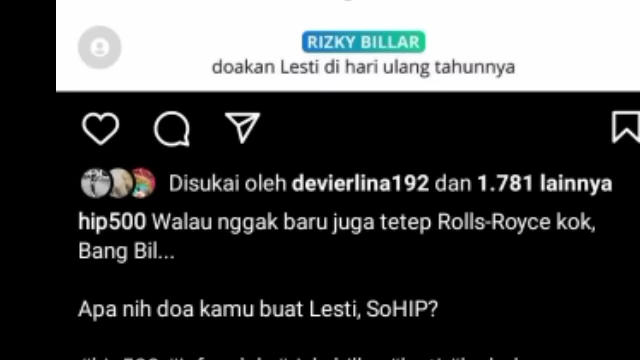 RIZKY BILLAR
doakan Lesti di hari ulang tahunnya
Disukai oleh devierlina192 dan 1.781 lainnya
hip500 Walau nggak baru juga tetep Rolls-Royce kok,
Bang Bil...
Apa nih doa kamu buat Lesti, SoHIP?